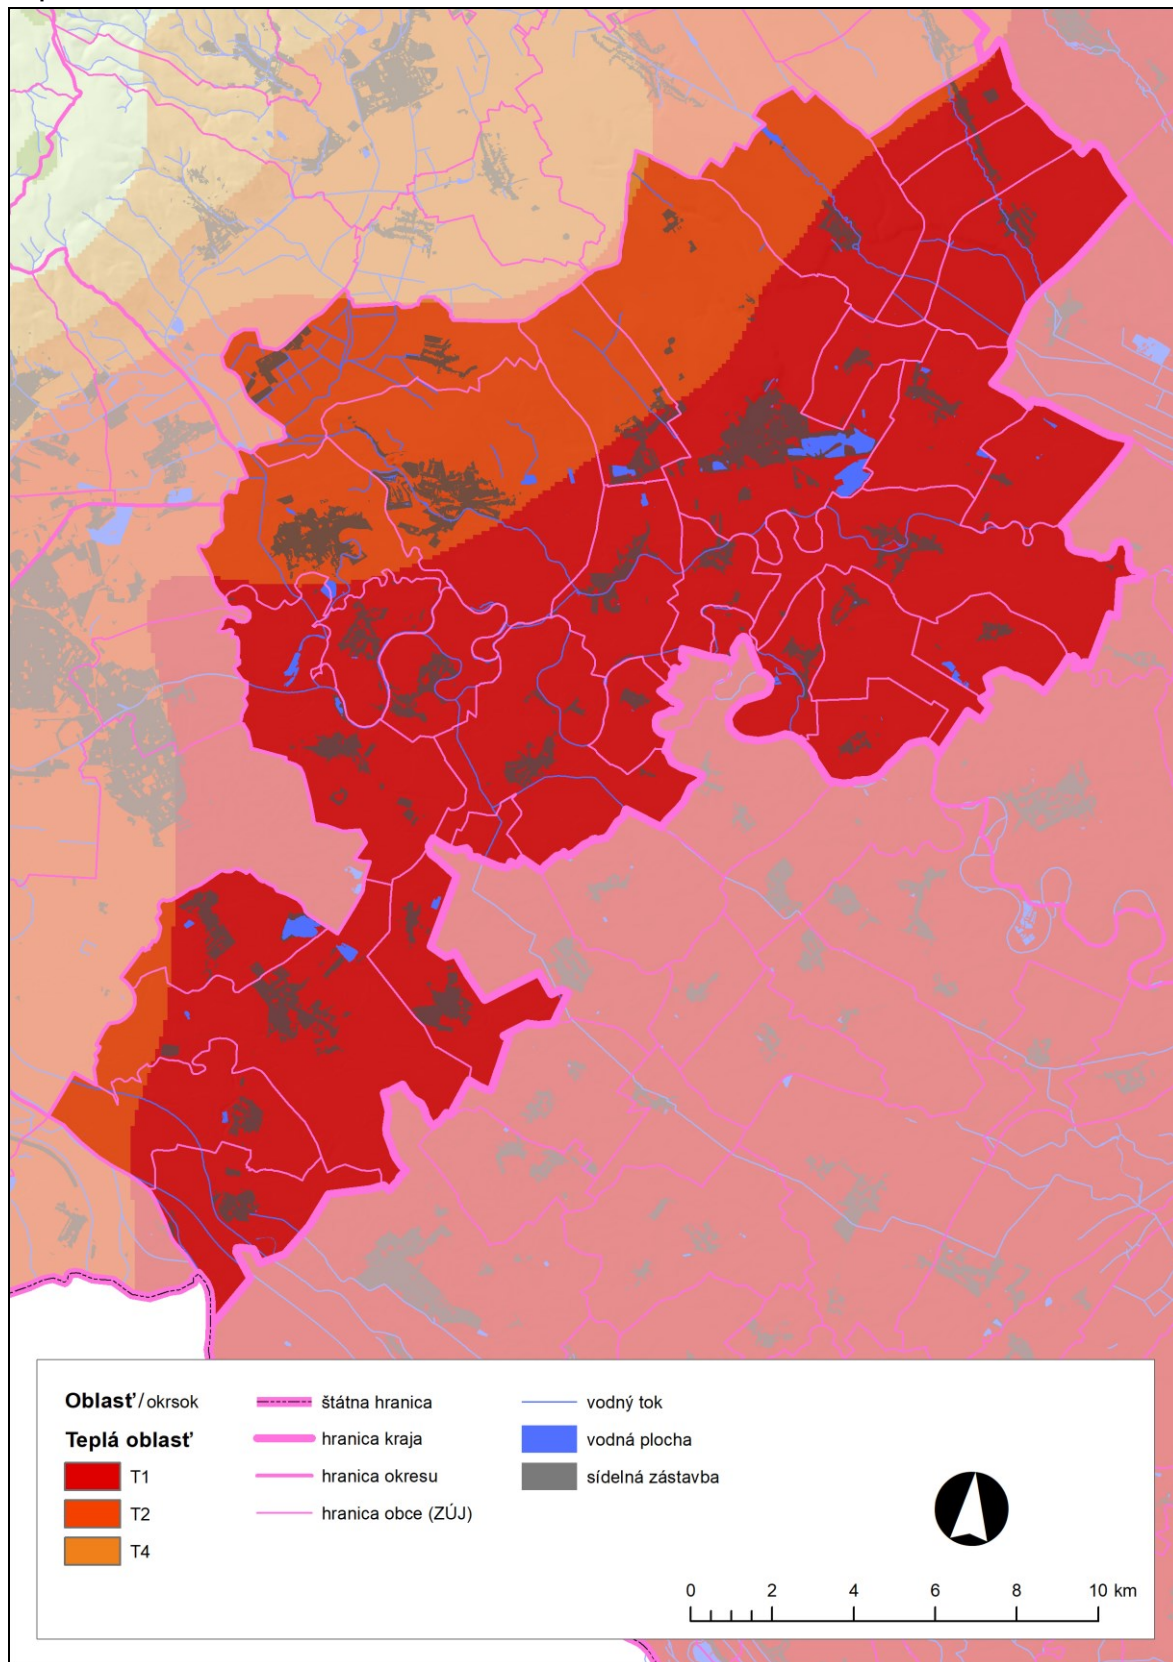 Oblasť/okrsok
Teplá oblasť
T1
T2
T4
štátna hranica
hranica kraja
hranica okresu
hranica obce (ZÚJ)
vodný tok
vodná plocha
sídelná zástavba
0 2 4 6 8 10 km